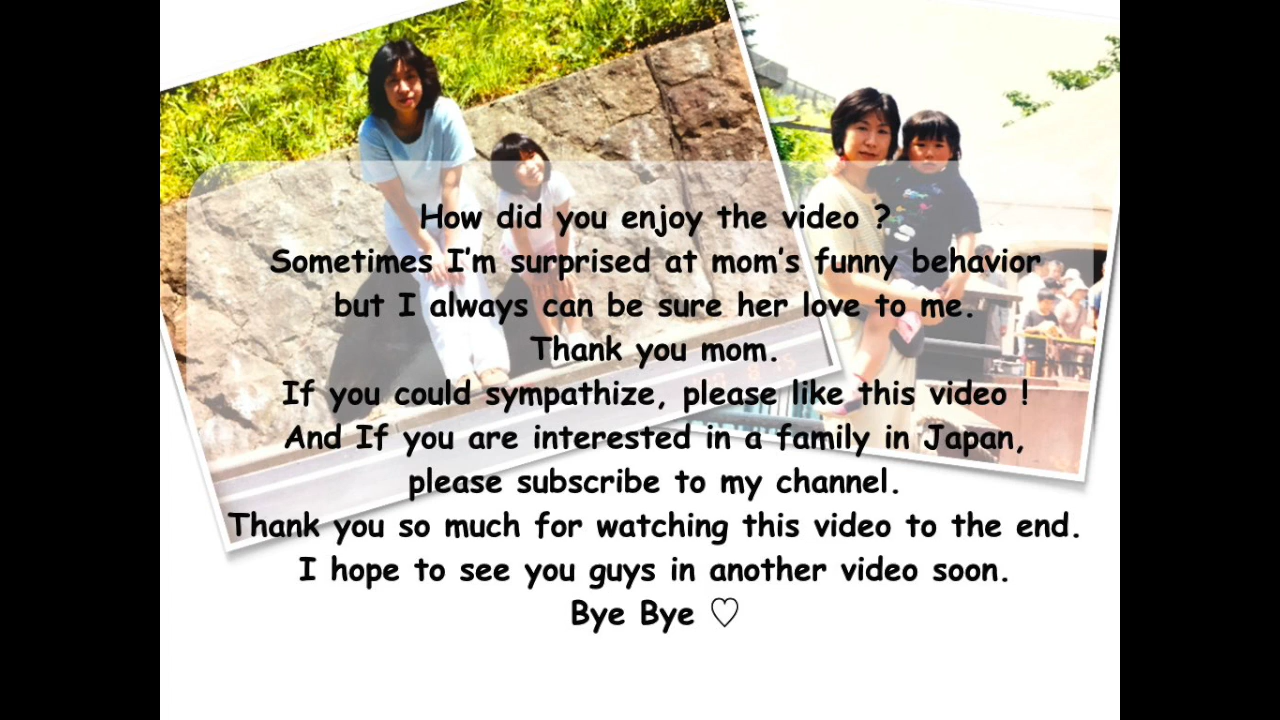 How did you enjoy the video ?
Sometimes I'm surprised at mom's funny behavior
but I always can be sure her love to me.
Thank you mom.
If you could sympathize, please like this video !
And If you are interested in a family in Japan,
please subscribe to my channel.
Thank you so much for watching this video to the end.
I hope to see you guys in another video soon.
Bye Bye ♡